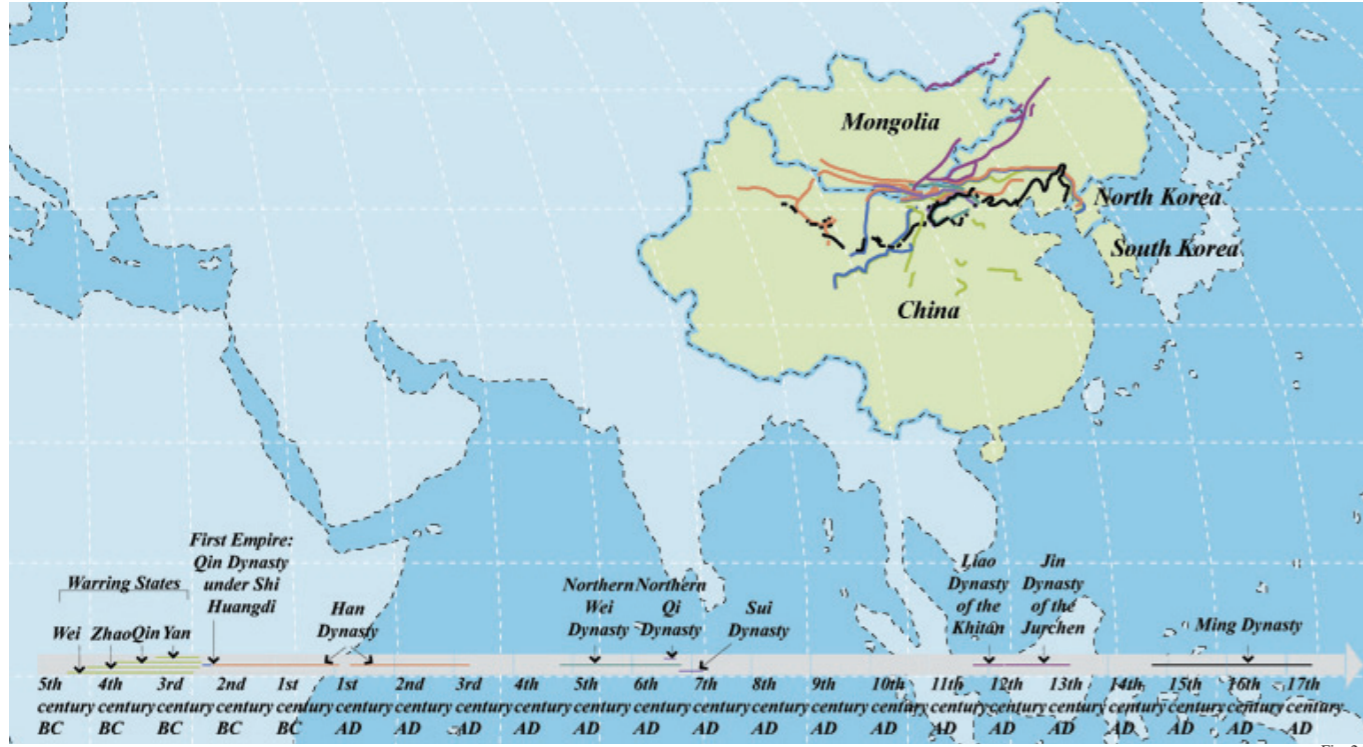 Mongolia
North Korea
South Korea
China
First Empire:
Qin Dynasty
under Shi
Huangdi
Warring States
Wei
Zhao
Qin
Yan
Han
Dynasty
Northern
Wei
Dynasty
Northern
Qi
Dynasty
Sui
Dynasty
Liao
Dynasty
of the
Khitan
Jin
Dynasty
of the
Jurchen
Ming Dynasty
5th 4th 3rd 2nd 1st 1st 2nd 3rd 4th 5th 6th 7th 8th 9th 10th 11th 12th 13th 14th 15th 16th 17th
century century century century century century century century century century century century century century century century century century century century century century
BC BC BC BC BC AD AD AD AD AD AD AD AD AD AD AD AD AD AD AD AD AD